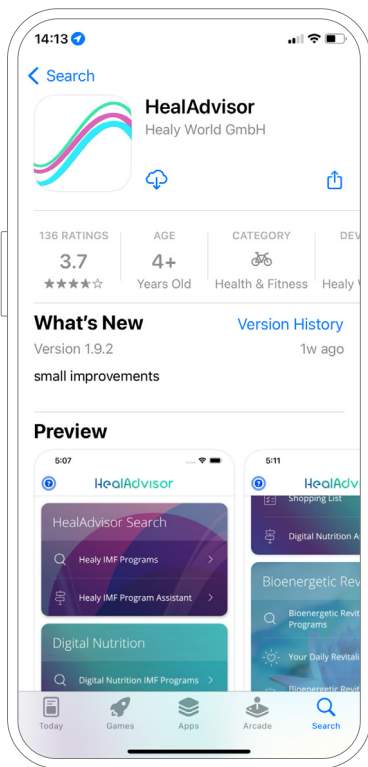 14:13
Search
HealAdvisor
Healy World GmbH
136 RATINGS AGE CATEGORY
3.7 4+
Years Old Health & Fitness Healy
What's New Version History
Version 1.9.2 1w ago
small improvements
Preview
5:07
HealAdvisor
HealAdvisor Search
Healy IMF Programs
Healy IMF Program Assistant
Digital Nutrition
Digital Nutrition IMF Programs
5:11
Shopping List
Digital Nutrition
Bioenergetic
Bioenergetic
Programs
Your Daily
Bioenergetic
Today Games Apps Arcade Search